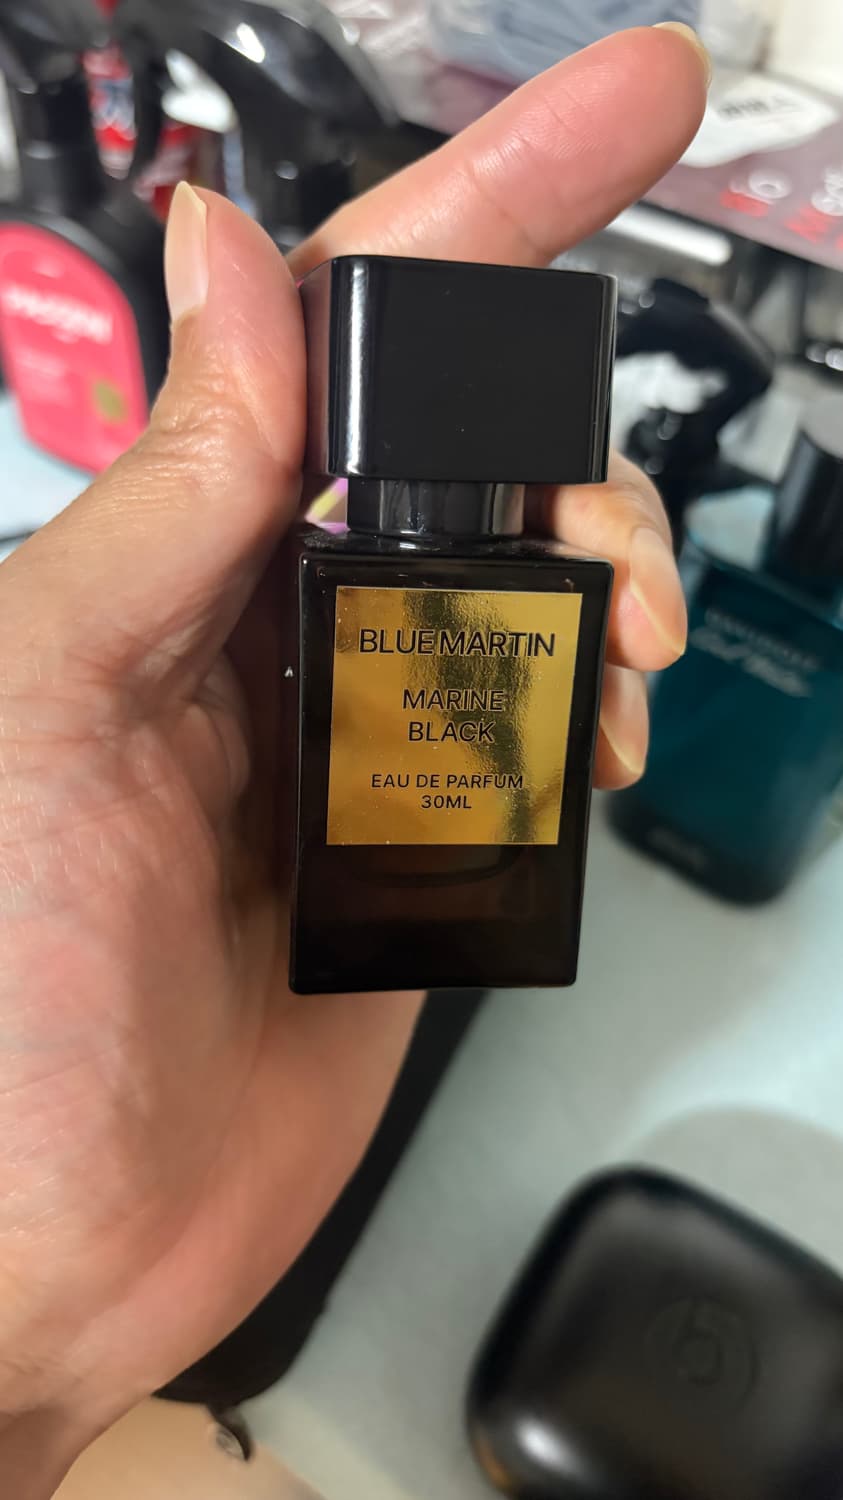 BLUE MARTIN
MARINE
BLACK
EAU DE PARFUM
30ML